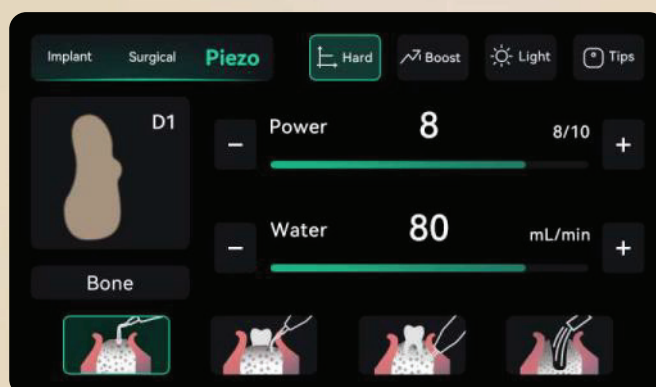 Implant Surgical Piezo Hard Boost Light Tips
D1
Bone
− Power 8 8/10 +
− Water 80 mL/min +